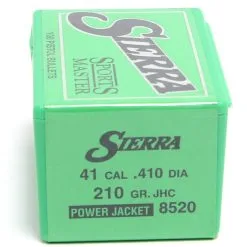 100 PISTOL BULLETS
SPORTS
MASTER
SIERRA
SIERRA
41 CAL .410 DIA
210 GR. JHC
POWER JACKET 8520